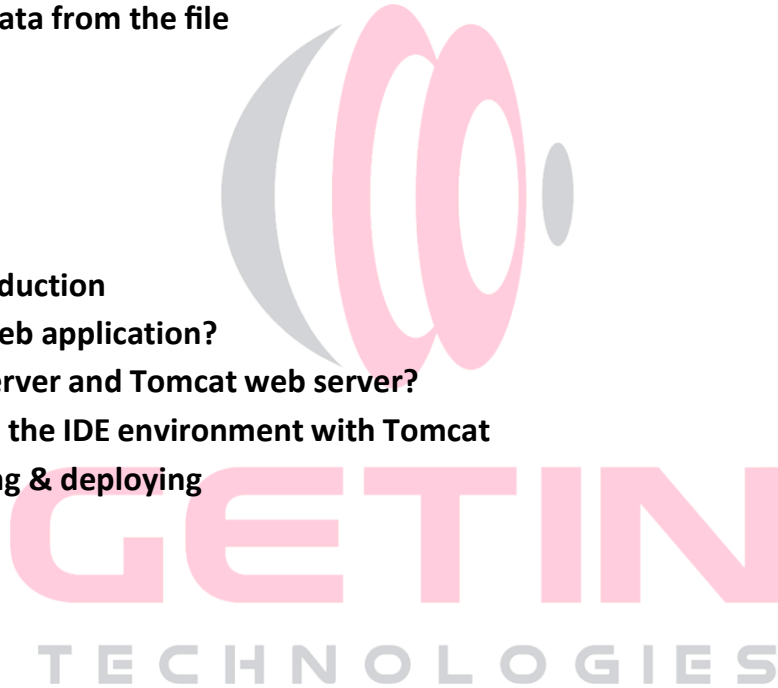 ata from the file
duction
eb application?
erver and Tomcat web server?
the IDE environment with Tomcat
g & deploying
GETIN
TECHNOLOGIES